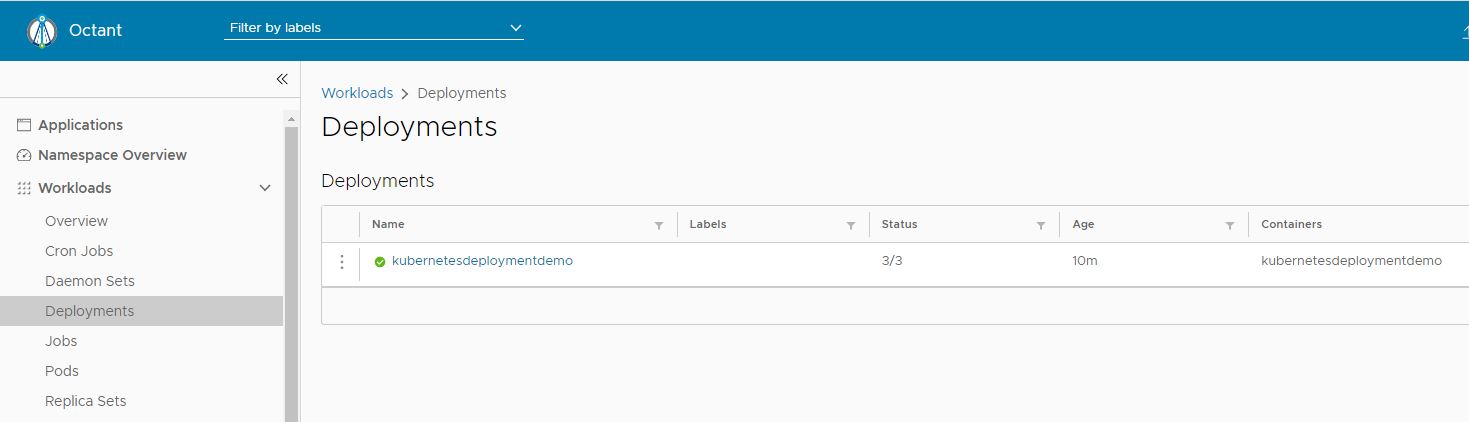 Octant
Filter by labels
Workloads > Deployments
Applications
Namespace Overview
Workloads
Overview
Cron Jobs
Daemon Sets
Deployments
Jobs
Pods
Replica Sets
Deployments
Deployments
Name Labels Status Age Containers
kubernetesdeploymentdemo 3/3 10m kubernetesdeploymentdemo